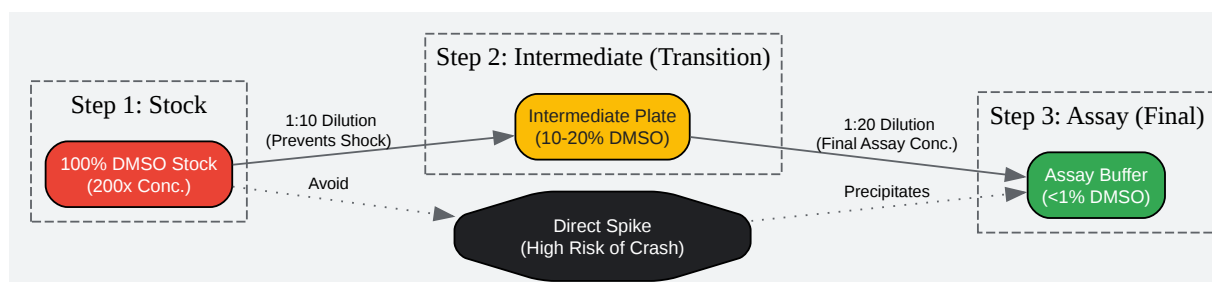 Step 1: Stock
100% DMSO Stock
(200x Conc.)
1:10 Dilution
(Prevents Shock)
Avoid
Step 2: Intermediate (Transition)
Intermediate Plate
(10-20% DMSO)
Direct Spike
(High Risk of Crash)
1:20 Dilution
(Final Assay Conc.)
Precipitates
Step 3: Assay (Final)
Assay Buffer
(<1% DMSO)